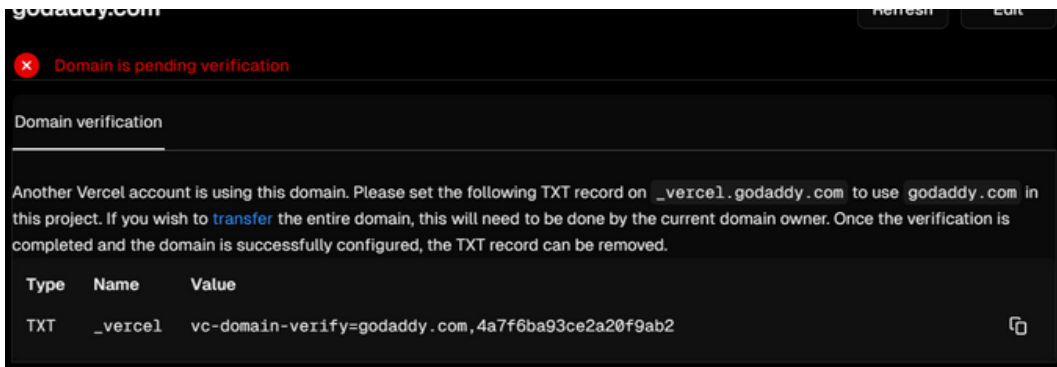 godaddy.com
Refresh
Edit
Domain is pending verification
Domain verification
Another Vercel account is using this domain. Please set the following TXT record on _vercel.godaddy.com to use godaddy.com in
this project. If you wish to transfer the entire domain, this will need to be done by the current domain owner. Once the verification is
completed and the domain is successfully configured, the TXT record can be removed.
Type Name Value
TXT _vercel vc-domain-verify=godaddy.com,4a7f6ba93ce2a20f9ab2